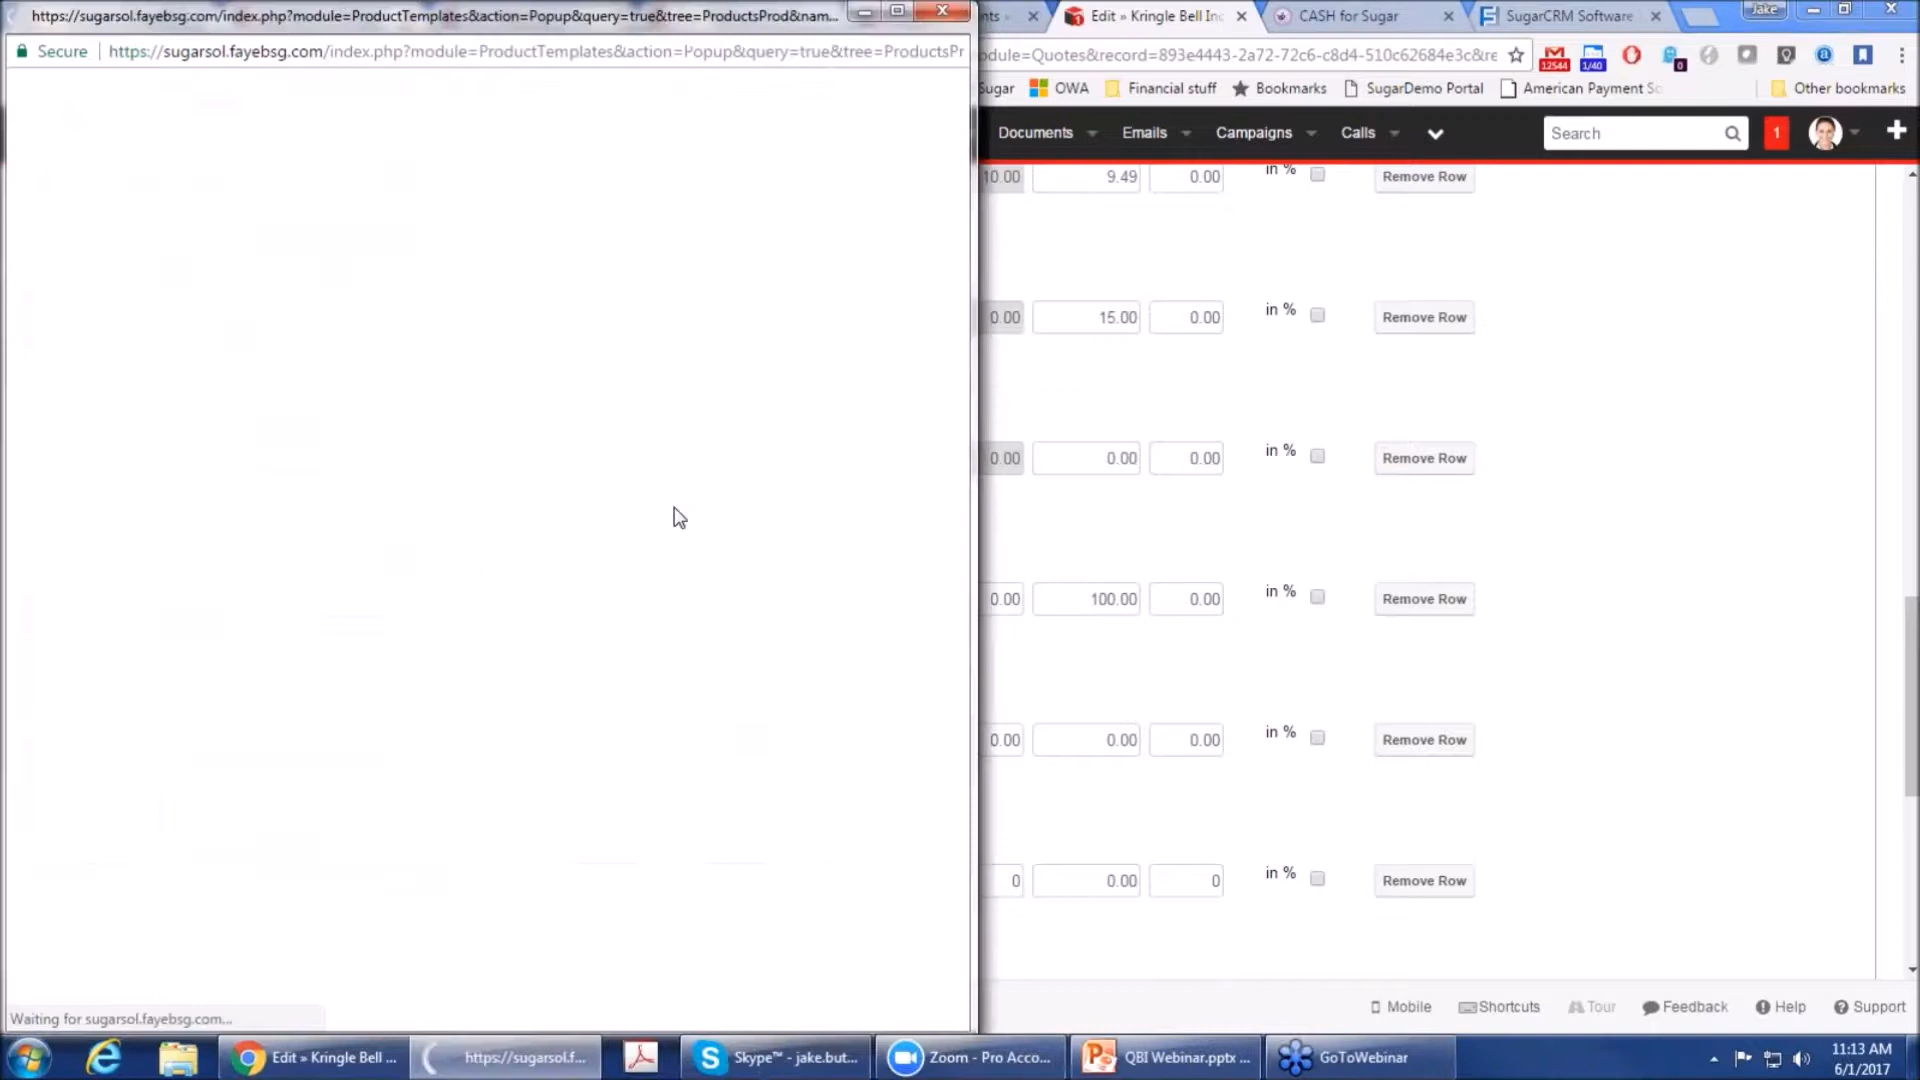 https://sugarsol.fayebsg.com/index.php?module=ProductTemplates&action=Popup&query=true&tree=ProductsProd&nam...
Secure
https://sugarsol.fayebsg.com/index.php?module=ProductTemplates&action=Popup&query=true&tree=ProductsPr
nts »
Edit » Kringle Bell Inc
CASH for Sugar
SugarCRM Software
Jake
odule=Quotes&record=893e4443-2a72-72c6-c8d4-510c62684e3c&re
12544
1/40
0
Sugar
OWA
Financial stuff
Bookmarks
SugarDemo Portal
American Payment So
Other bookmarks
Documents
Emails
Campaigns
Calls
Search
1
10.00
9.49
0.00
in %
Remove Row
0.00
15.00
0.00
in %
Remove Row
0.00
0.00
0.00
in %
Remove Row
0.00
100.00
0.00
in %
Remove Row
0.00
0.00
0.00
in %
Remove Row
0
0.00
0
in %
Remove Row
Waiting for sugarsol.fayebsg.com...
Mobile
Shortcuts
Tour
Feedback
Help
Support
Edit » Kringle Bell ...
https://sugarsol.f...
Skype™ - jake.but...
Zoom - Pro Acco...
QBI Webinar.pptx ...
GoToWebinar
11:13 AM
6/1/2017